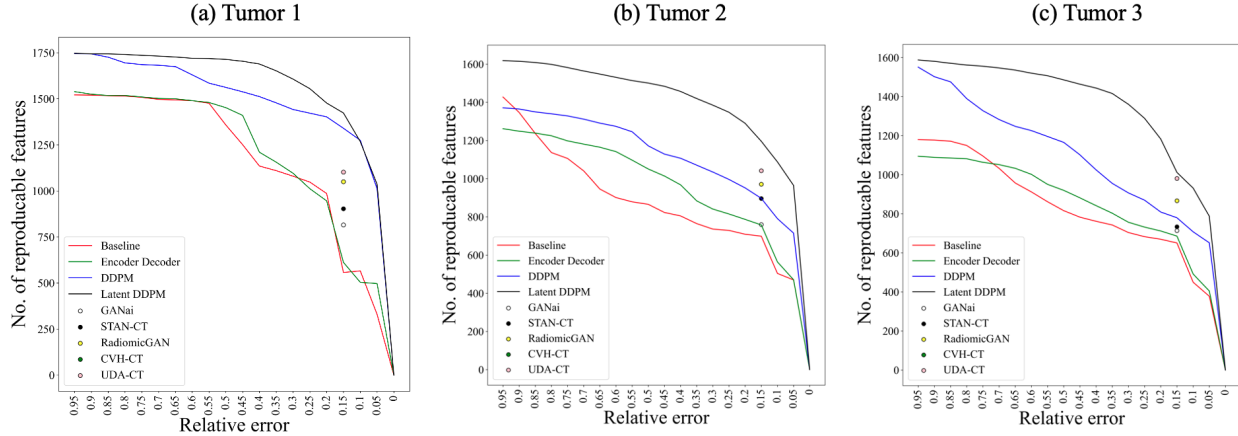 (a) Tumor 1
No. of reproducable features
1750
1500
1250
1000
750
500
250
0
Baseline
Encoder Decoder
DDPM
Latent DDPM
GANai
STAN-CT
RadiomicGAN
CVH-CT
UDA-CT
0.95 0.9 0.85 0.8 0.75 0.7 0.65 0.6 0.55 0.5 0.45 0.4 0.35 0.3 0.25 0.2 0.15 0.1 0.05 0
Relative error
(b) Tumor 2
No. of reproducable features
1600
1400
1200
1000
800
600
400
200
0
Baseline
Encoder Decoder
DDPM
Latent DDPM
GANai
STAN-CT
RadiomicGAN
CVH-CT
UDA-CT
0.95 0.9 0.85 0.8 0.75 0.7 0.65 0.6 0.55 0.5 0.45 0.4 0.35 0.3 0.25 0.2 0.15 0.1 0.05 0
Relative error
(c) Tumor 3
No. of reproducable features
1600
1400
1200
1000
800
600
400
200
0
Baseline
Encoder Decoder
DDPM
Latent DDPM
GANai
STAN-CT
RadiomicGAN
CVH-CT
UDA-CT
0.95 0.9 0.85 0.8 0.75 0.7 0.65 0.6 0.55 0.5 0.45 0.4 0.35 0.3 0.25 0.2 0.15 0.1 0.05 0
Relative error